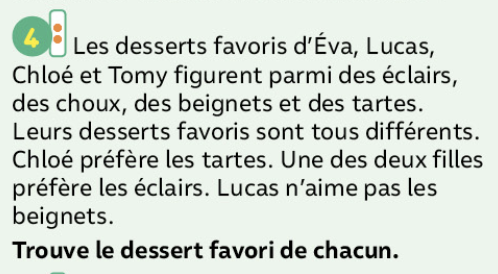 4 Les desserts favoris d'Éva, Lucas,
Chloé et Tomy figurent parmi des éclairs,
des choux, des beignets et des tartes.
Leurs desserts favoris sont tous différents.
Chloé préfère les tartes. Une des deux filles
préfère les éclairs. Lucas n'aime pas les
beignets.
Trouve le dessert favori de chacun.